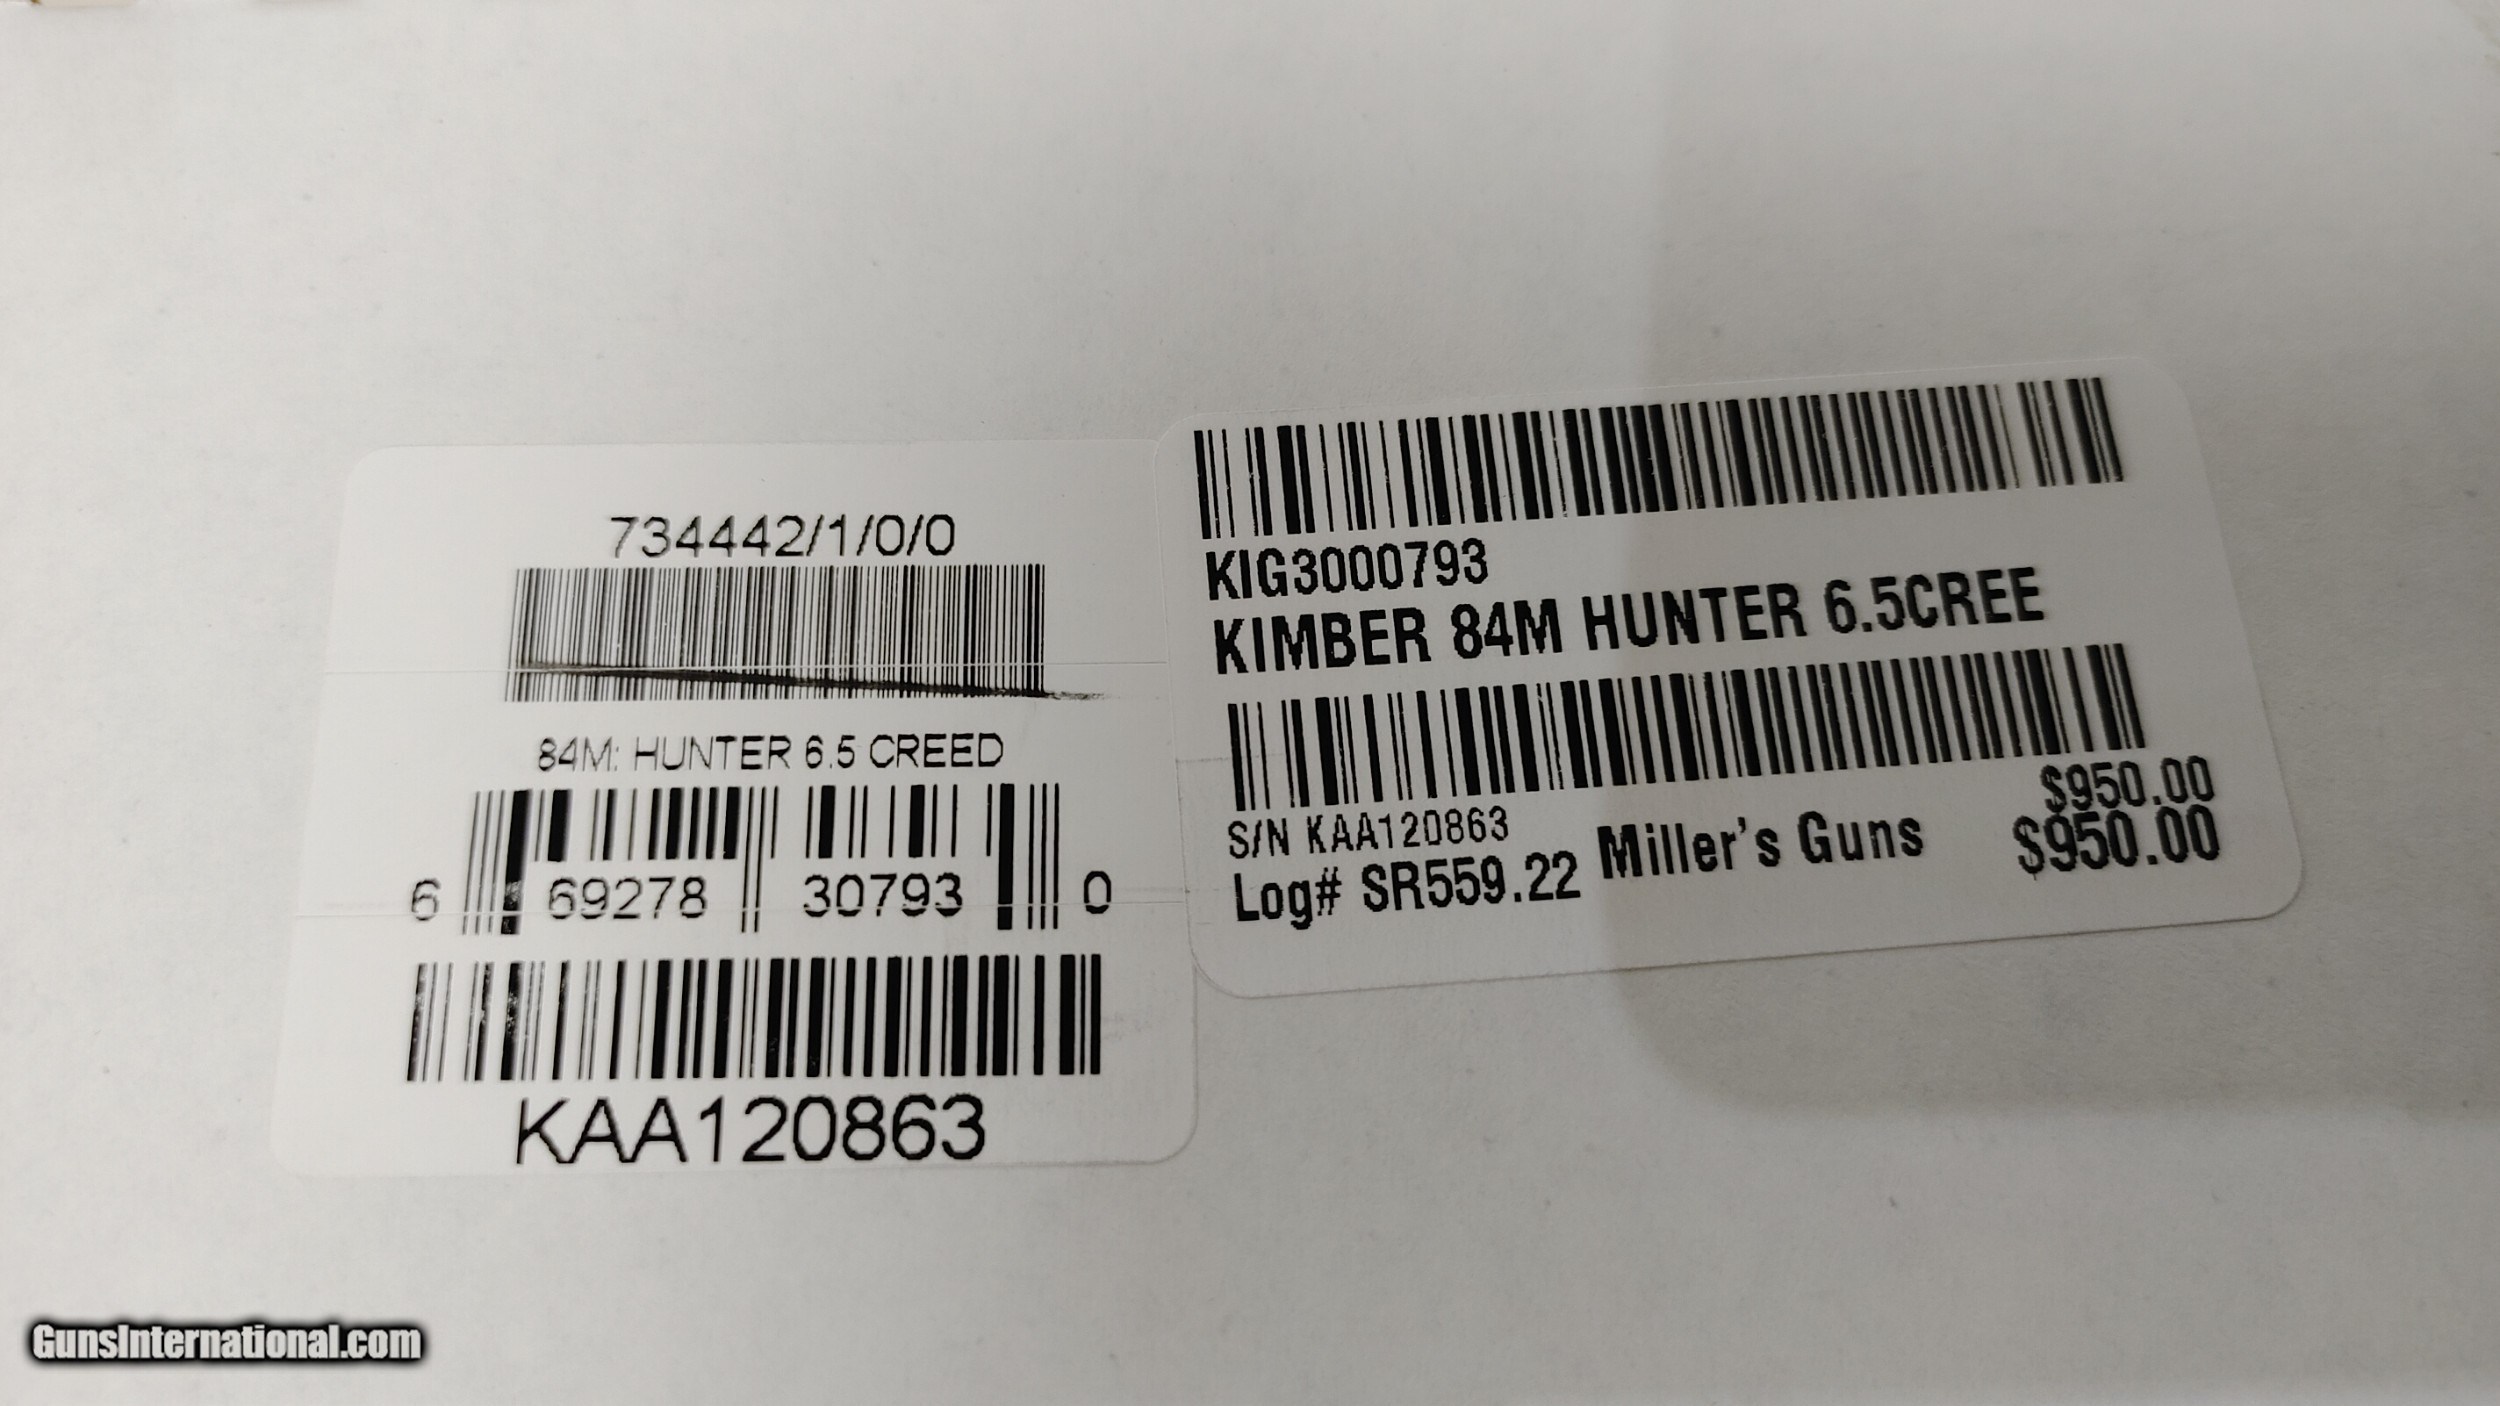 734442/1/0/0
84M: HUNTER 6.5 CREED
6 69278 30793 0
KAA120863
KIG3000793
KIMBER 84M HUNTER 6.5CREE
$950.00
S/N KAA120863
Log# SR559.22 Miller's Guns $950.00
GunsInternational.com